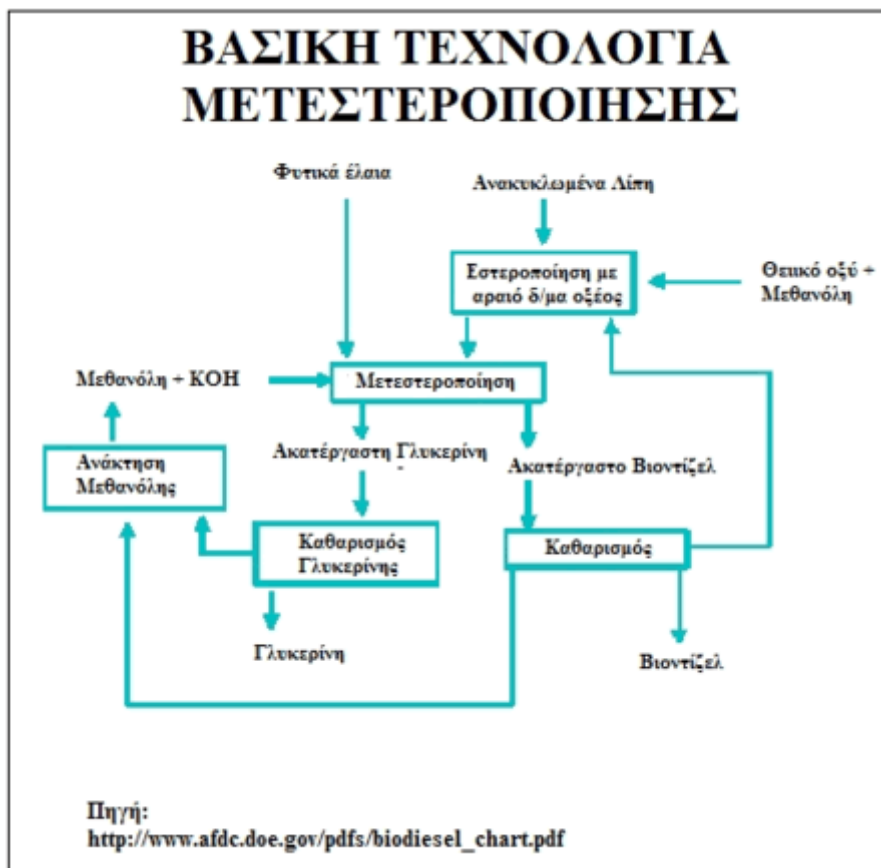 ΒΑΣΙΚΗ ΤΕΧΝΟΛΟΓΙΑ
ΜΕΤΕΣΤΕΡΟΠΟΙΗΣΗΣ
Φυτικά έλαια
Ανακυκλωμένα Λίπη
Εστεροποίηση με
αραιό δ/μα οξέος
Θειικό οξύ +
Μεθανόλη
Μεθανόλη + ΚΟΗ
Μετεστεροποίηση
Ανάκτηση
Μεθανόλης
Ακατέργαστη Γλυκερίνη
Ακατέργαστο Βιοντίζελ
Καθαρισμός
Γλυκερίνης
Καθαρισμός
Γλυκερίνη
Βιοντίζελ
Πηγή:
http://www.afdc.doe.gov/pdfs/biodiesel_chart.pdf